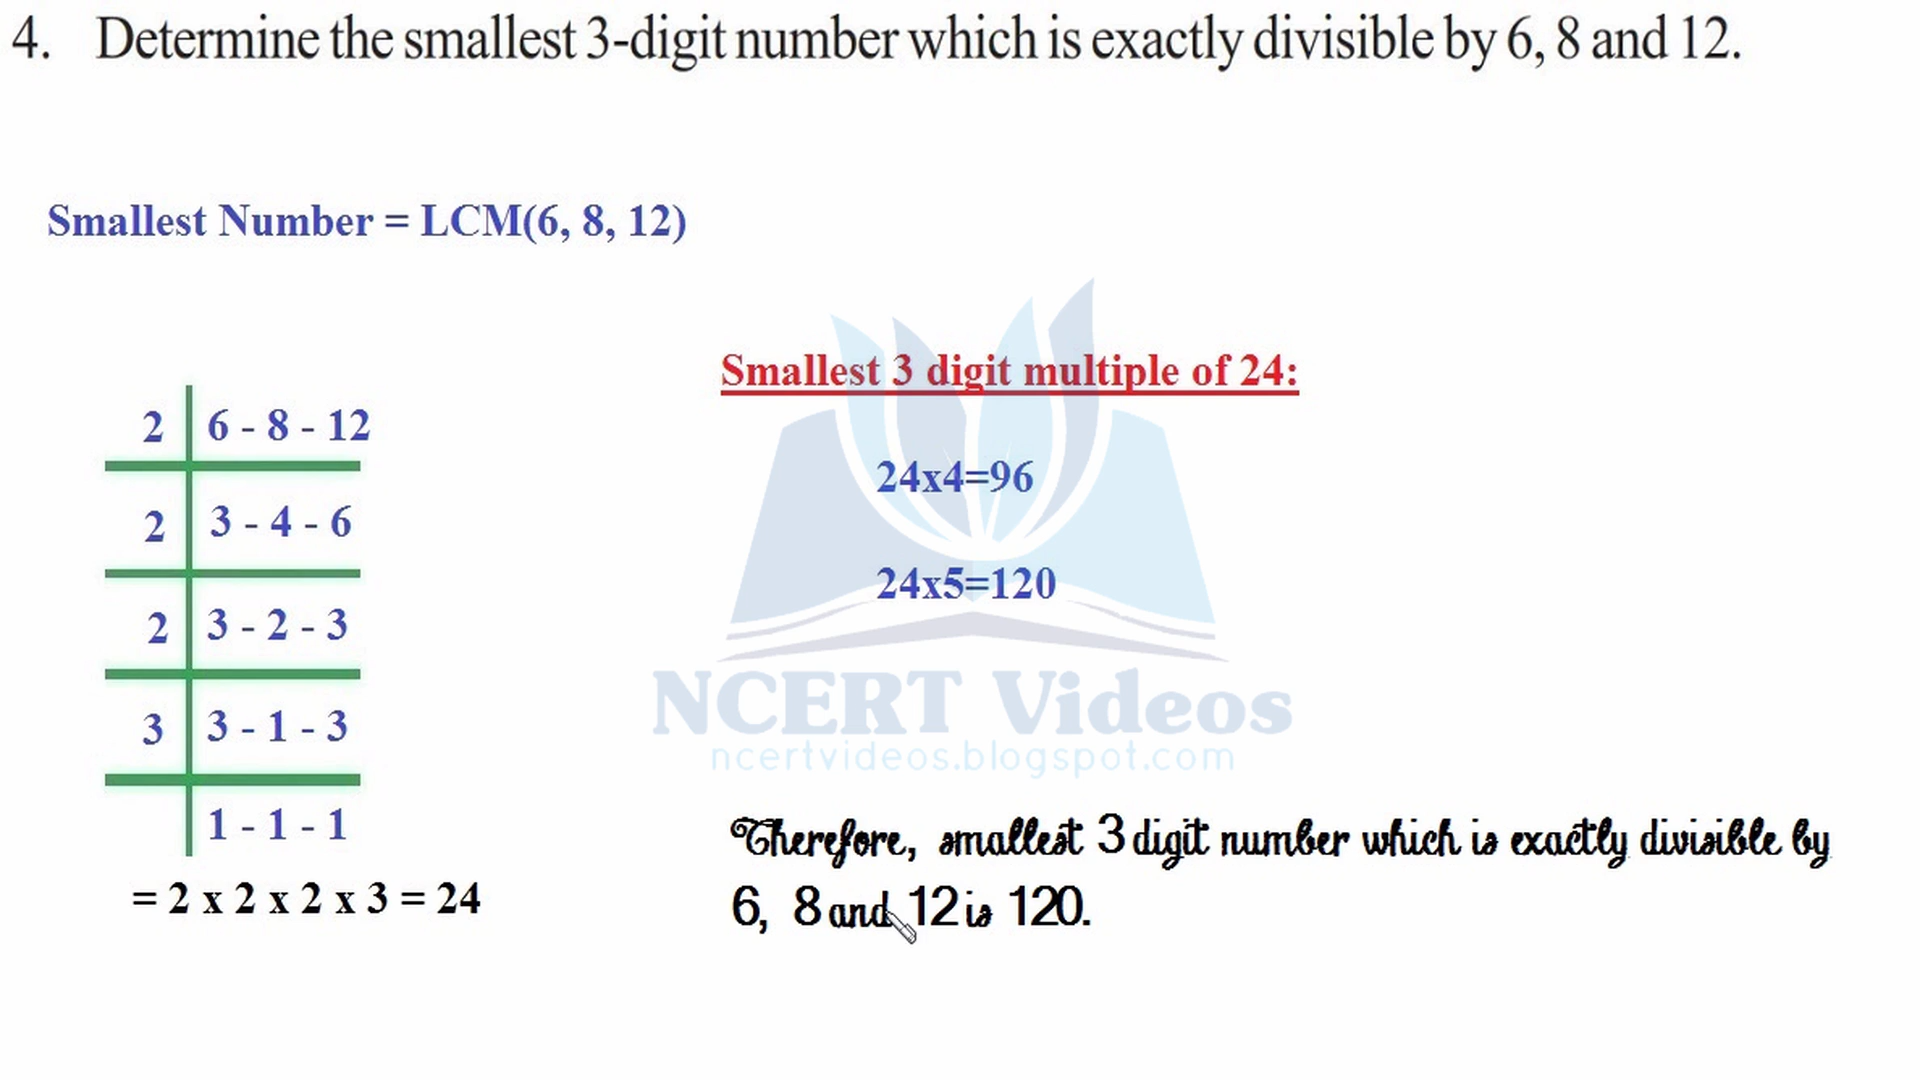 4. Determine the smallest 3-digit number which is exactly divisible by 6, 8 and 12.
Smallest Number = LCM(6, 8, 12)
2 6 - 8 - 12
2 3 - 4 - 6
2 3 - 2 - 3
3 3 - 1 - 3
1 - 1 - 1
= 2 x 2 x 2 x 3 = 24
Smallest 3 digit multiple of 24:
24x4=96
24x5=120
NCERT Videos
ncertvideos.blogspot.com
Therefore, smallest 3 digit number which is exactly divisible by
6, 8 and 12 is 120.